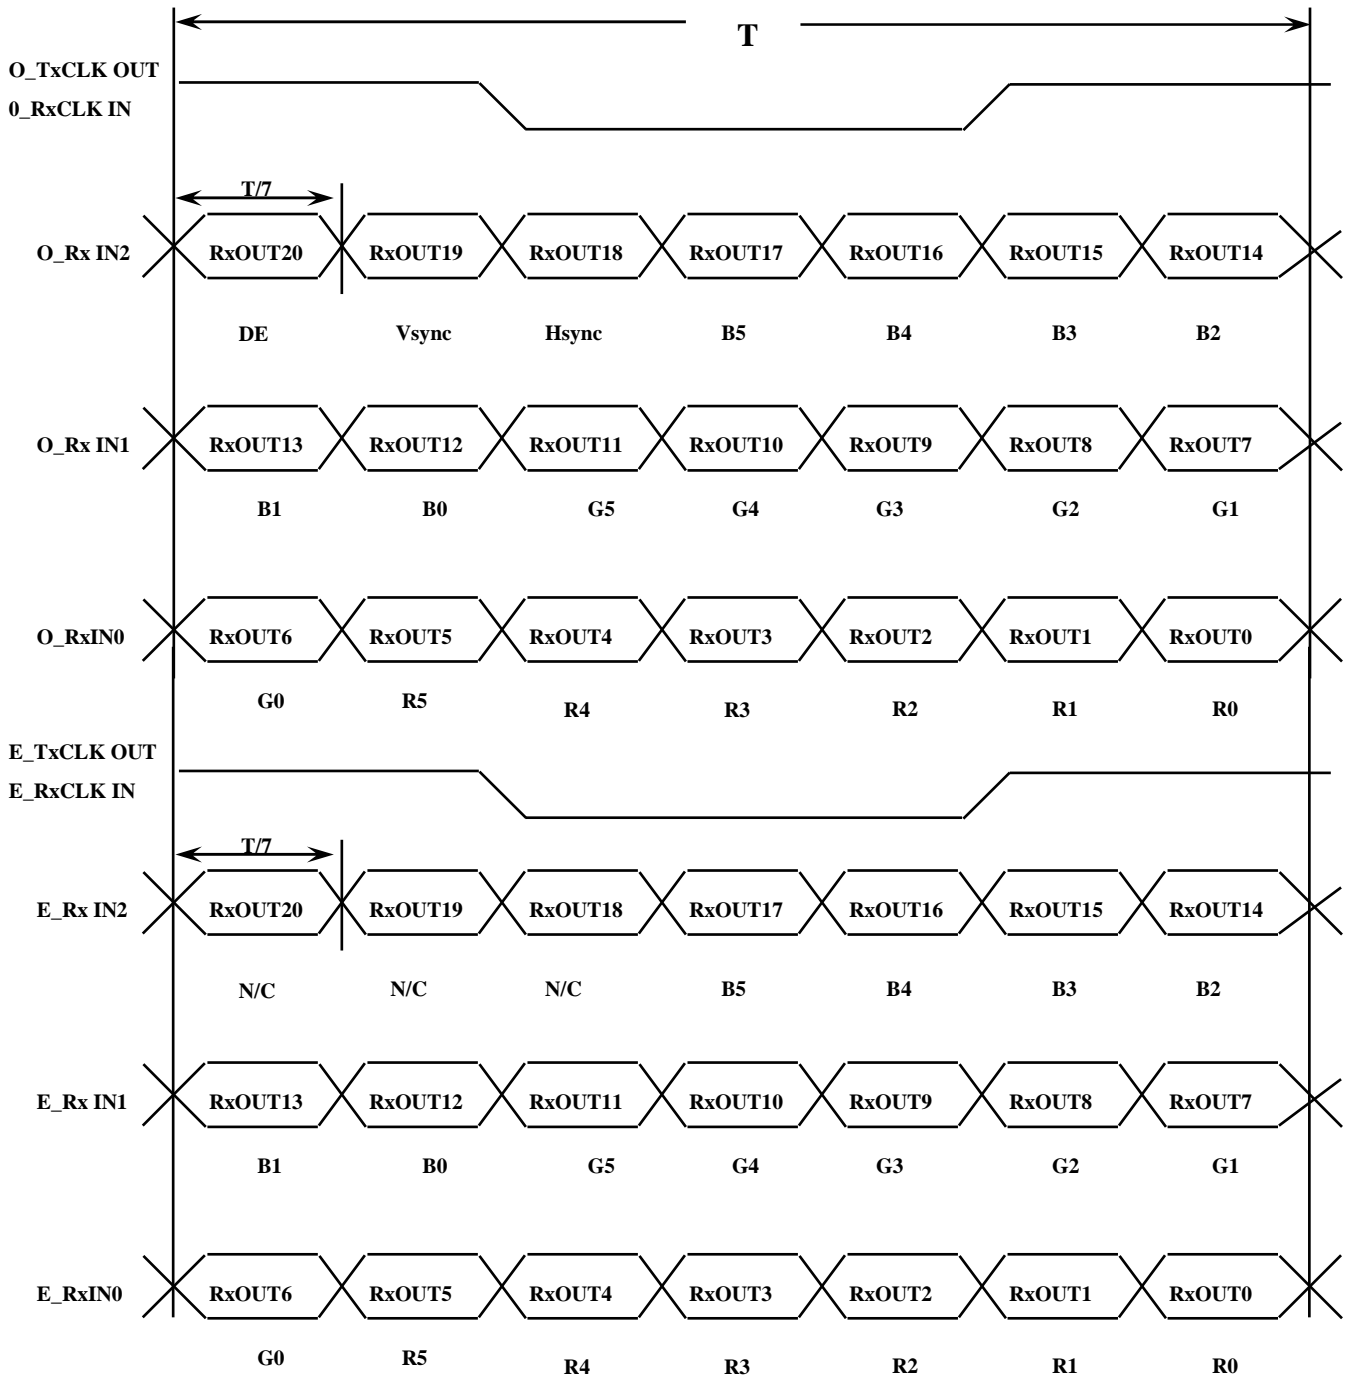 T
O_TxCLK OUT
0_RxCLK IN
T/7
O_Rx IN2 RxOUT20 RxOUT19 RxOUT18 RxOUT17 RxOUT16 RxOUT15 RxOUT14
DE Vsync Hsync B5 B4 B3 B2
O_Rx IN1 RxOUT13 RxOUT12 RxOUT11 RxOUT10 RxOUT9 RxOUT8 RxOUT7
B1 B0 G5 G4 G3 G2 G1
O_RxIN0 RxOUT6 RxOUT5 RxOUT4 RxOUT3 RxOUT2 RxOUT1 RxOUT0
G0 R5 R4 R3 R2 R1 R0
E_TxCLK OUT
E_RxCLK IN
T/7
E_Rx IN2 RxOUT20 RxOUT19 RxOUT18 RxOUT17 RxOUT16 RxOUT15 RxOUT14
N/C N/C N/C B5 B4 B3 B2
E_Rx IN1 RxOUT13 RxOUT12 RxOUT11 RxOUT10 RxOUT9 RxOUT8 RxOUT7
B1 B0 G5 G4 G3 G2 G1
E_RxIN0 RxOUT6 RxOUT5 RxOUT4 RxOUT3 RxOUT2 RxOUT1 RxOUT0
G0 R5 R4 R3 R2 R1 R0